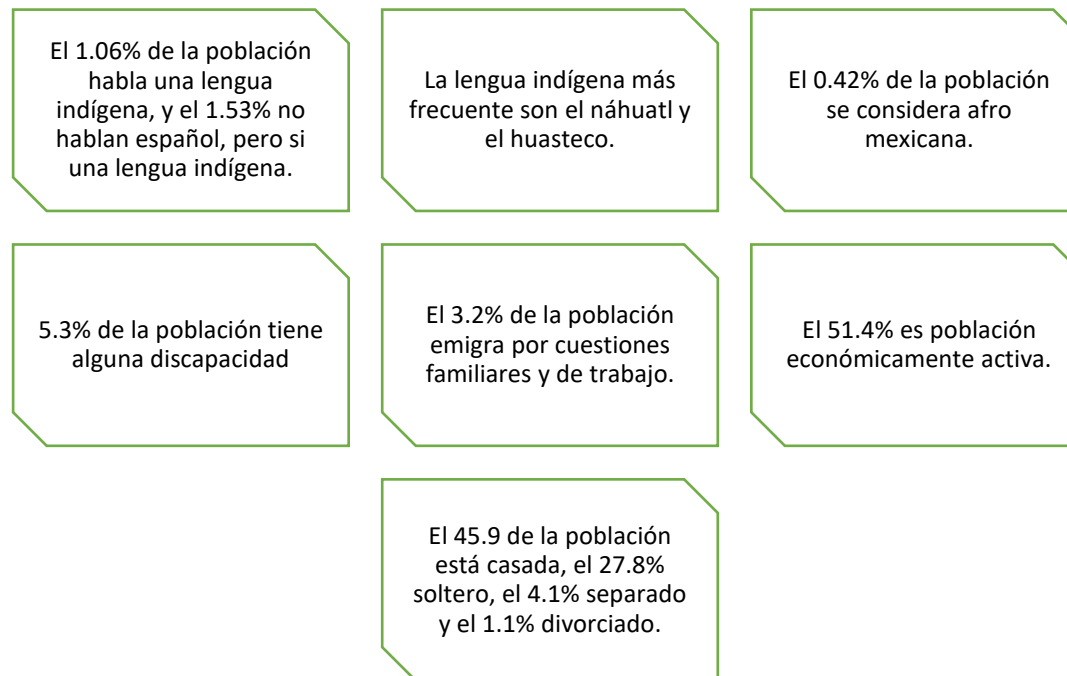 El 1.06% de la población
habla una lengua
indígena, y el 1.53% no
hablan español, pero si
una lengua indígena.
La lengua indígena más
frecuente son el náhuatl y
el huasteco.
El 0.42% de la población
se considera afro
mexicana.
5.3% de la población tiene
alguna discapacidad
El 3.2% de la población
emigra por cuestiones
familiares y de trabajo.
El 51.4% es población
económicamente activa.
El 45.9 de la población
está casada, el 27.8%
soltero, el 4.1% separado
y el 1.1% divorciado.